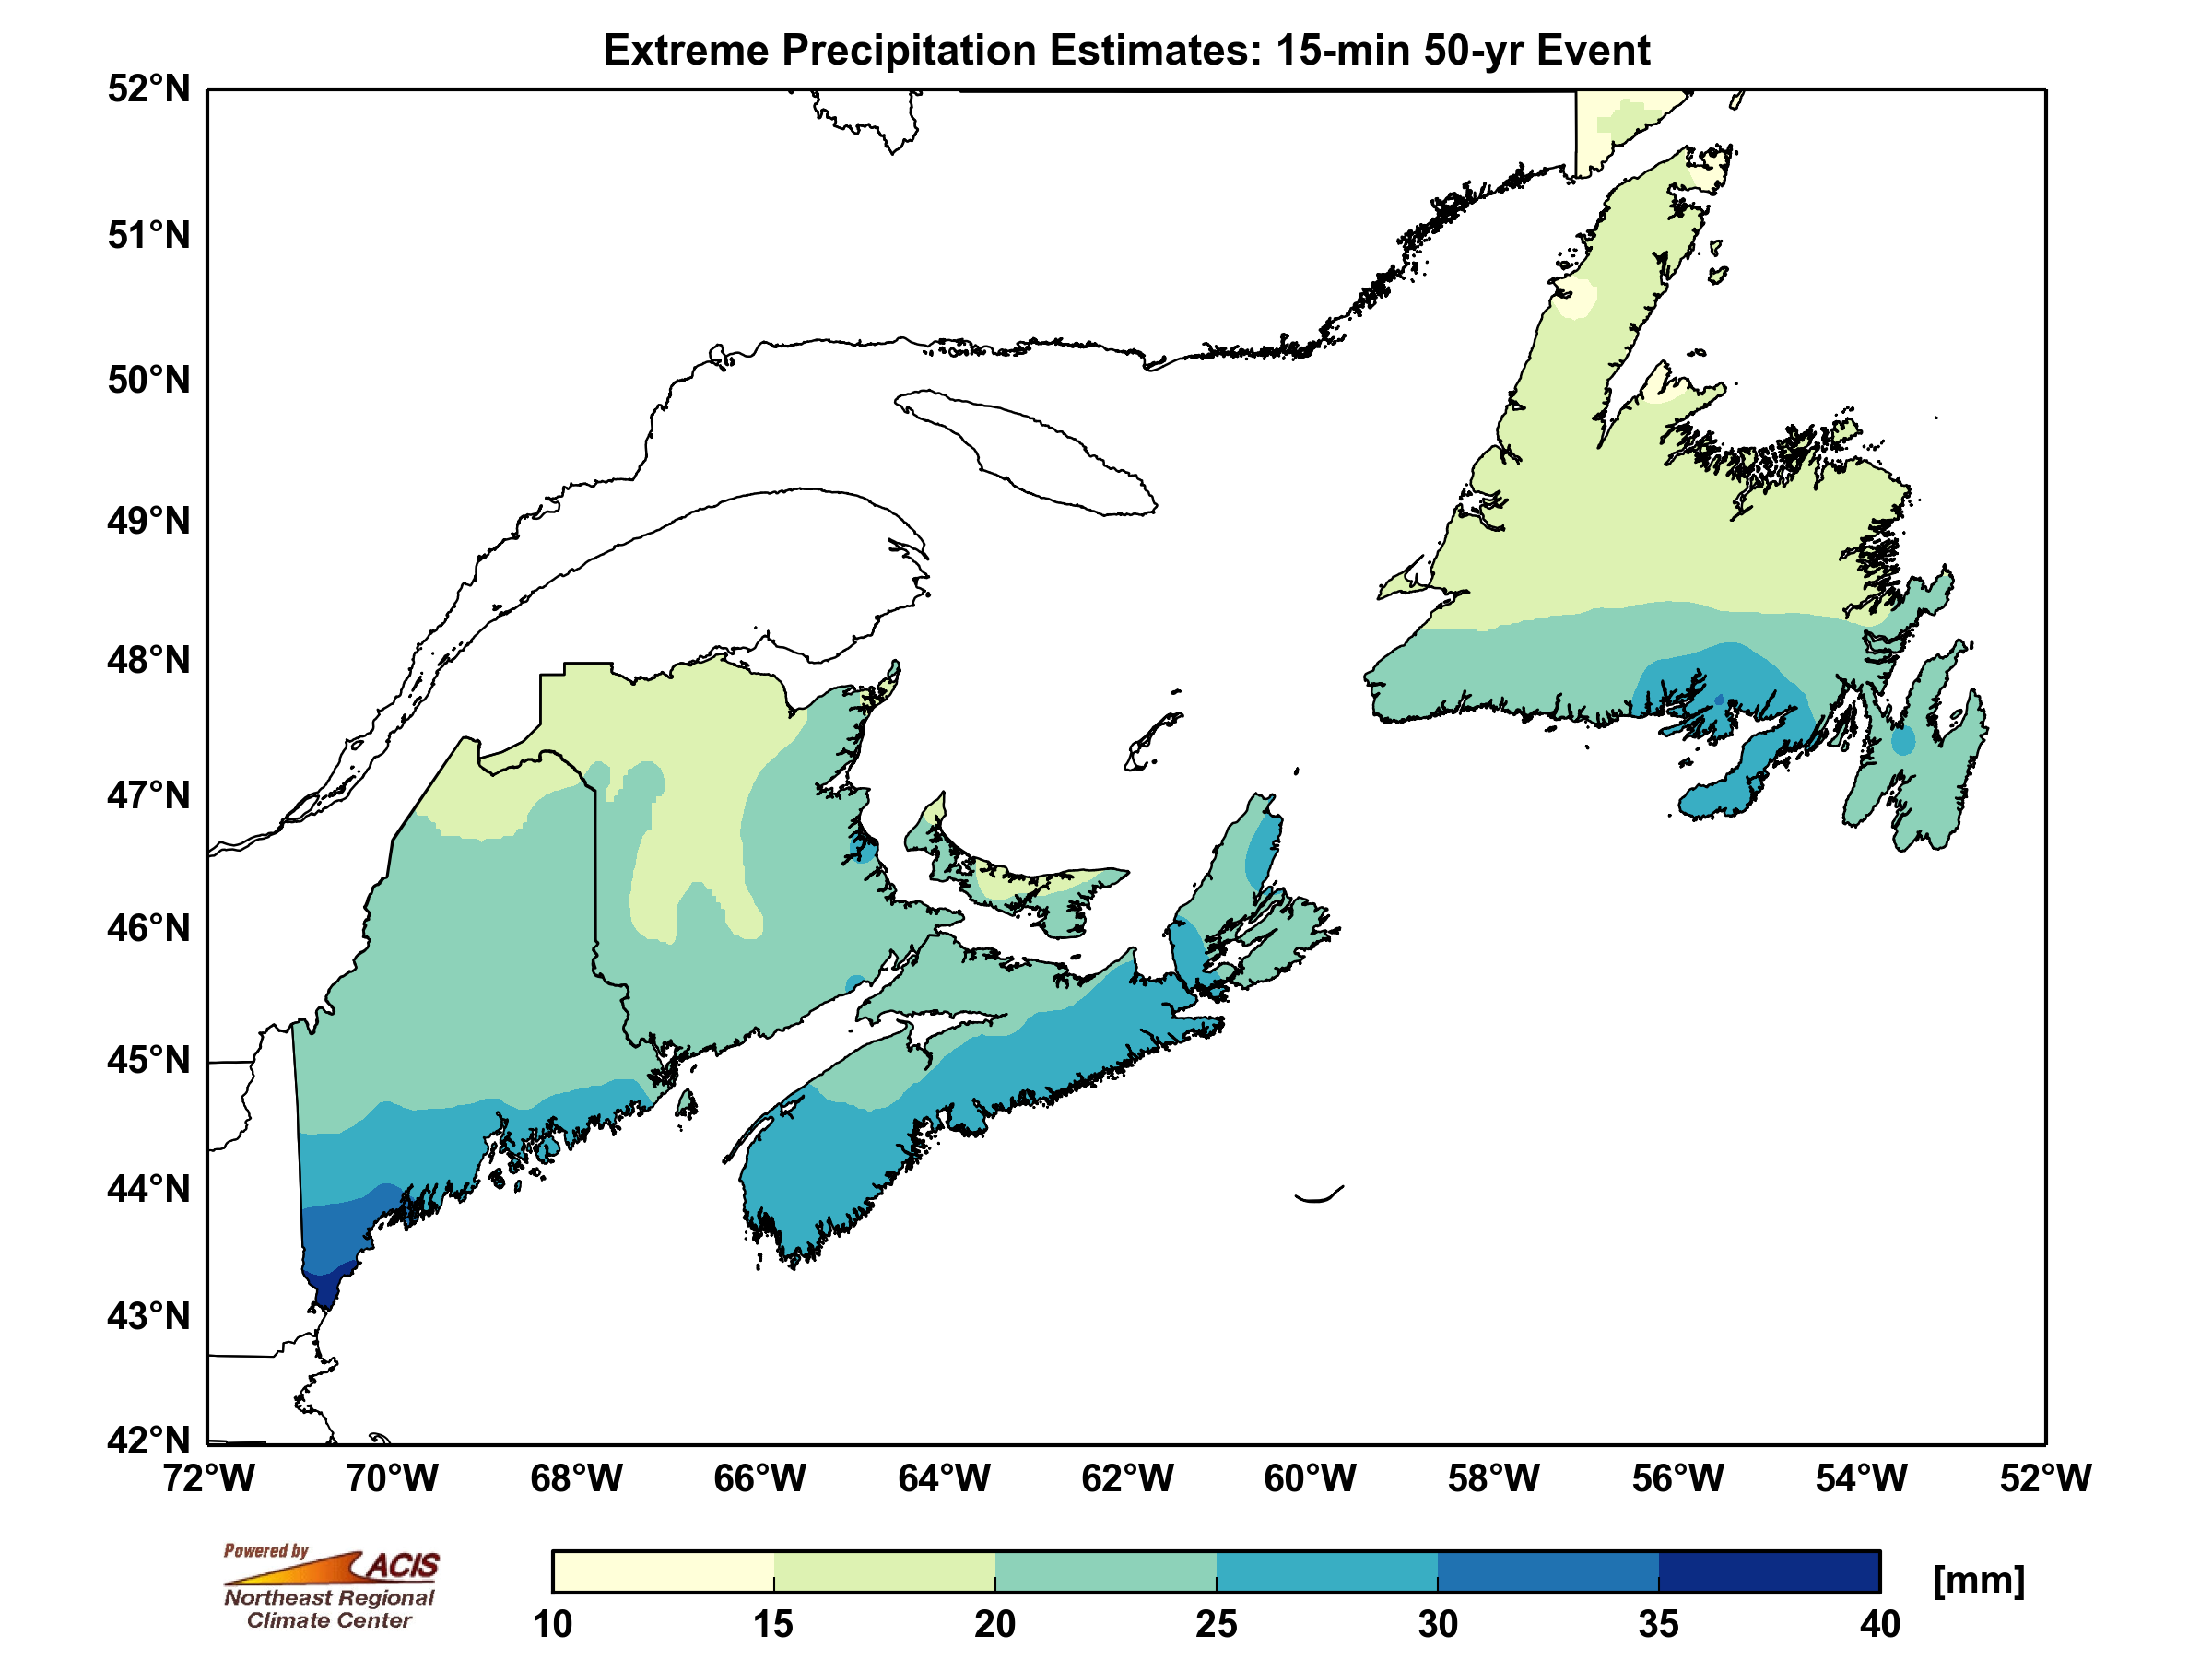 Extreme Precipitation Estimates: 15-min 50-yr Event
52°N
51°N
50°N
49°N
48°N
47°N
46°N
45°N
44°N
43°N
42°N
72°W 70°W 68°W 66°W 64°W 62°W 60°W 58°W 56°W 54°W 52°W
Powered by
ACIS
Northeast Regional
Climate Center
[mm]
10 15 20 25 30 35 40